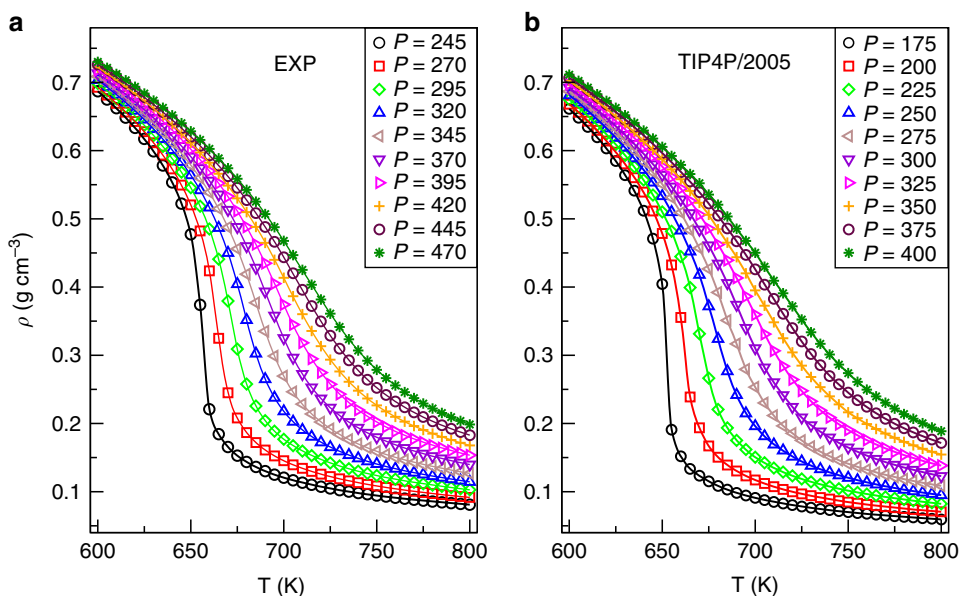 a
EXP
P = 245
P = 270
P = 295
P = 320
P = 345
P = 370
P = 395
P = 420
P = 445
P = 470
0.7
0.6
0.5
0.4
0.3
0.2
0.1
ρ (g cm⁻³)
600 650 700 750 800
T (K)
b
TIP4P/2005
P = 175
P = 200
P = 225
P = 250
P = 275
P = 300
P = 325
P = 350
P = 375
P = 400
600 650 700 750 800
T (K)